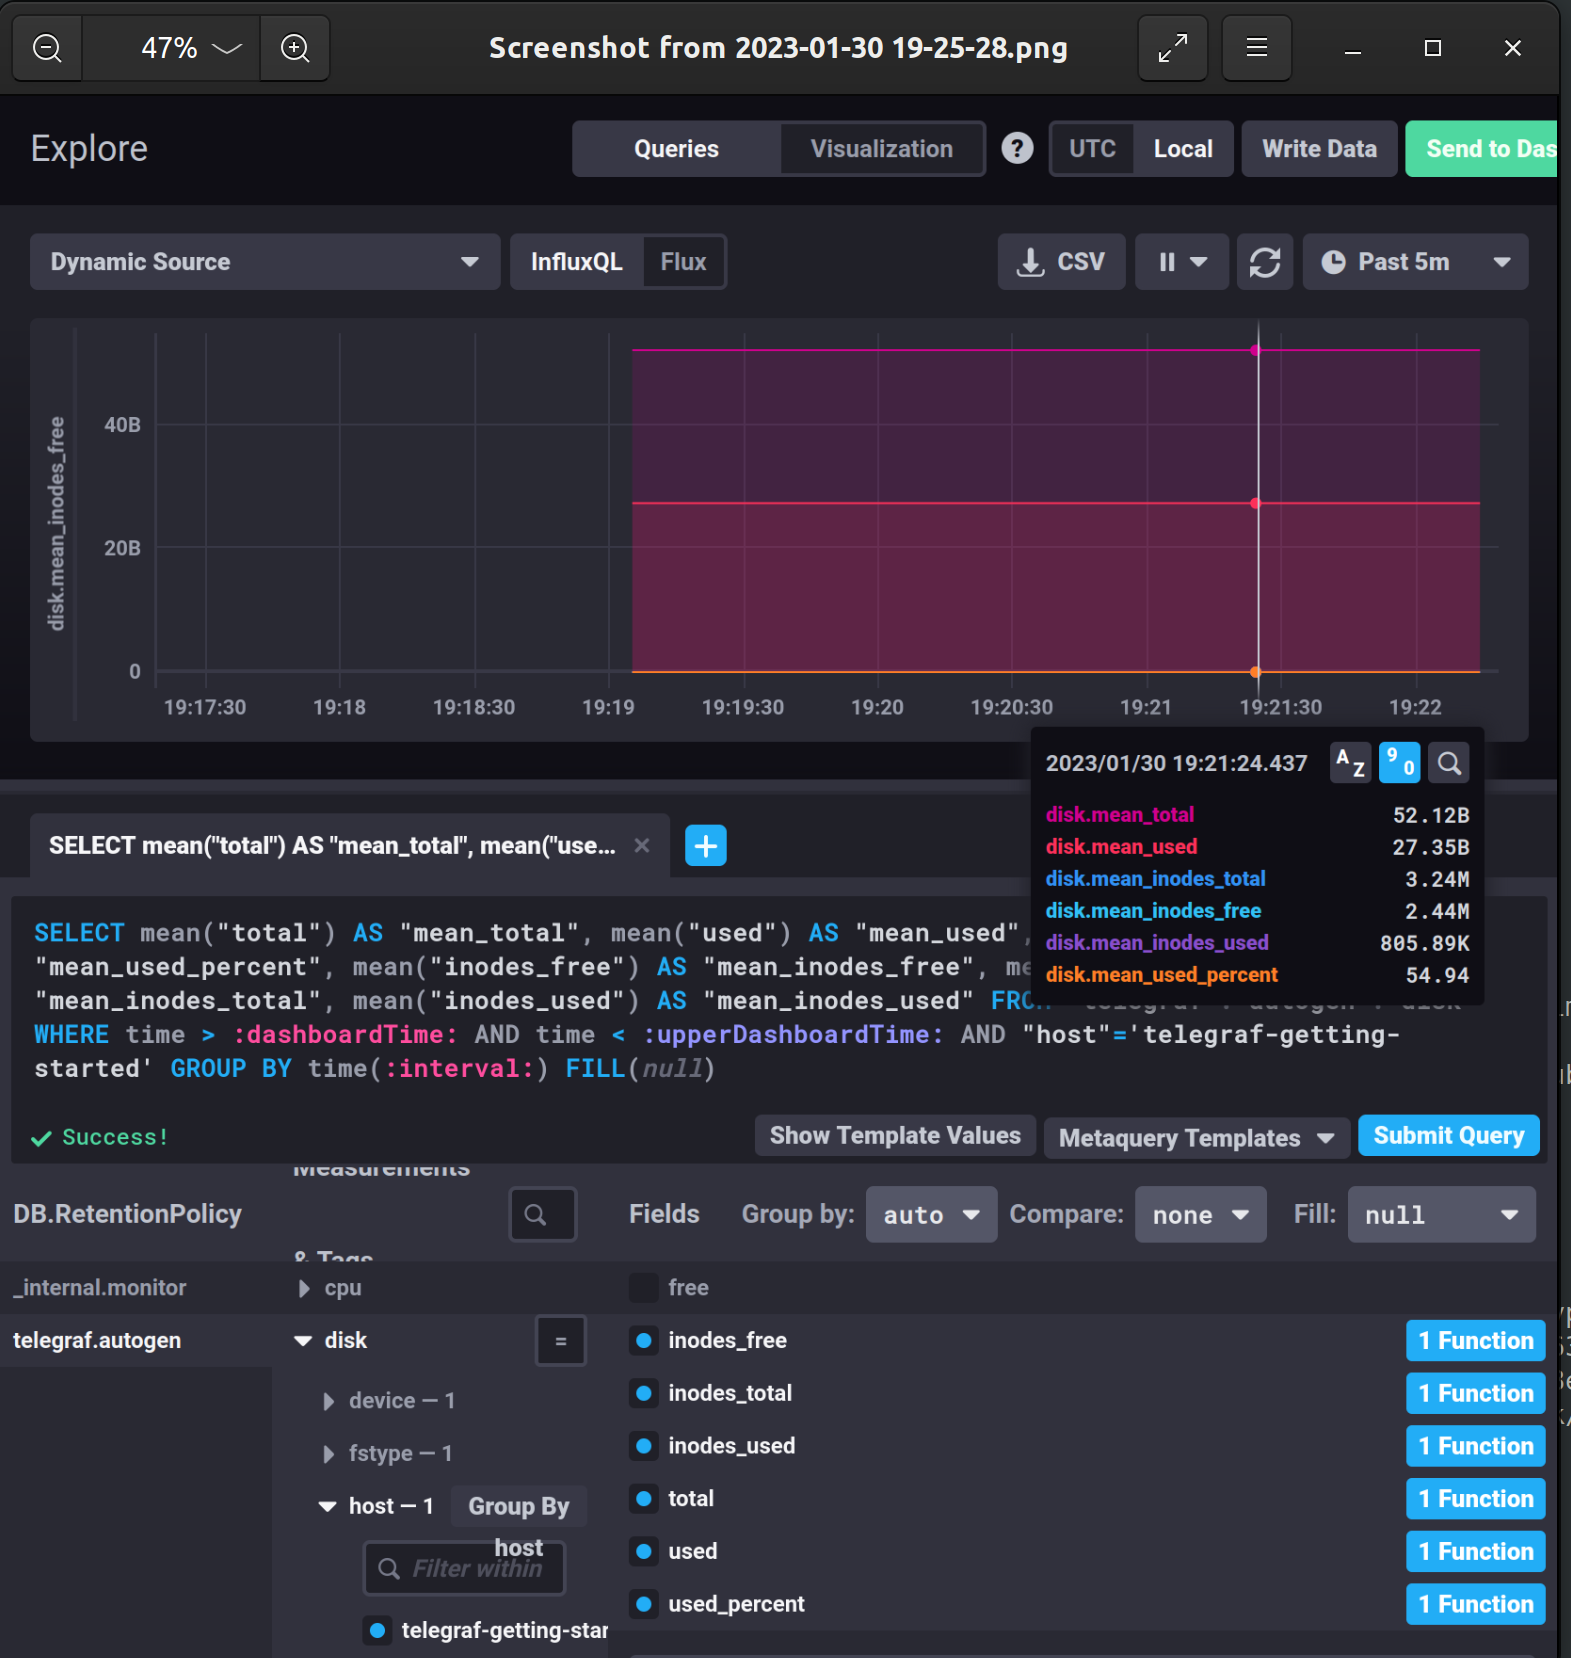 47%
Screenshot from 2023-01-30 19-25-28.png
Explore
Queries
Visualization
?
UTC
Local
Write Data
Send to Das
Dynamic Source
InfluxQL
Flux
CSV
Past 5m
disk.mean_inodes_free
40B
20B
0
19:17:30
19:18
19:18:30
19:19
19:19:30
19:20
19:20:30
19:21
19:21:30
19:22
2023/01/30 19:21:24.437
A Z
9 0
disk.mean_total 52.12B
disk.mean_used 27.35B
disk.mean_inodes_total 3.24M
disk.mean_inodes_free 2.44M
disk.mean_inodes_used 805.89K
disk.mean_used_percent 54.94
SELECT mean("total") AS "mean_total", mean("use...
SELECT mean("total") AS "mean_total", mean("used") AS "mean_used",
"mean_used_percent", mean("inodes_free") AS "mean_inodes_free", me
"mean_inodes_total", mean("inodes_used") AS "mean_inodes_used" FROM
WHERE time > :dashboardTime: AND time < :upperDashboardTime: AND "host"='telegraf-getting-
started' GROUP BY time(:interval:) FILL(null)
Success!
Show Template Values
Metaquery Templates
Submit Query
DB.RetentionPolicy
Measurements
& Tags
Fields
Group by:
auto
Compare:
none
Fill:
null
_internal.monitor
telegraf.autogen
cpu
disk
=
device — 1
fstype — 1
host — 1
Group By
host
Filter within
telegraf-getting-star
free
inodes_free
1 Function
inodes_total
1 Function
inodes_used
1 Function
total
1 Function
used
1 Function
used_percent
1 Function